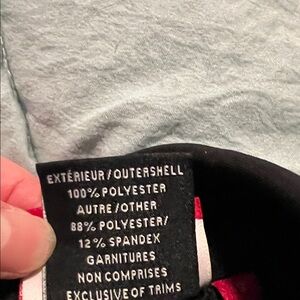 EXTÉRIEUR/OUTERSHELL
100% POLYESTER
AUTRE/OTHER
88% POLYESTER/
12% SPANDEX
GARNITURES
NON COMPRISES
EXCLUSIVE OF TRIMS